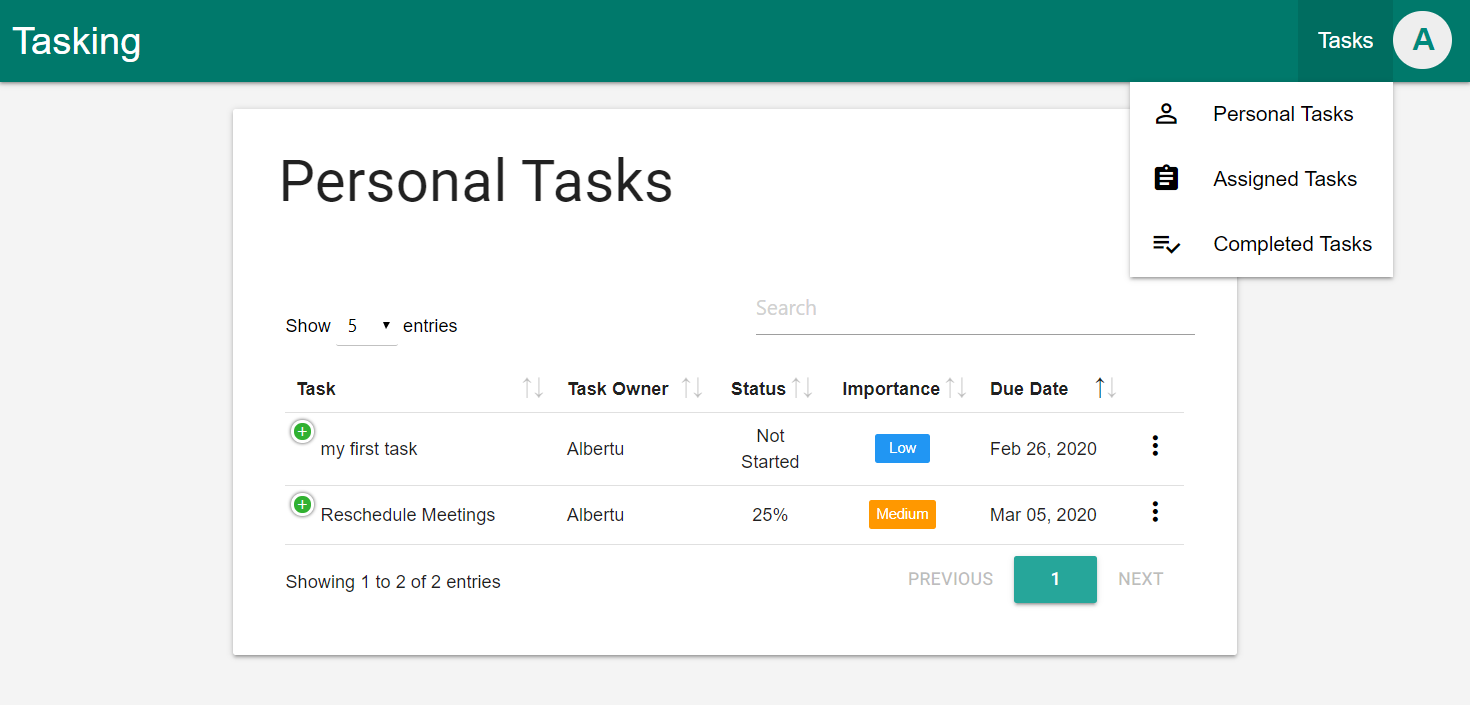 Tasking
Tasks
A
Personal Tasks
Assigned Tasks
Completed Tasks
Personal Tasks
Show 5 entries
Search
Task Task Owner Status Importance Due Date
my first task Albertu Not Started Low Feb 26, 2020
Reschedule Meetings Albertu 25% Medium Mar 05, 2020
Showing 1 to 2 of 2 entries
PREVIOUS 1 NEXT